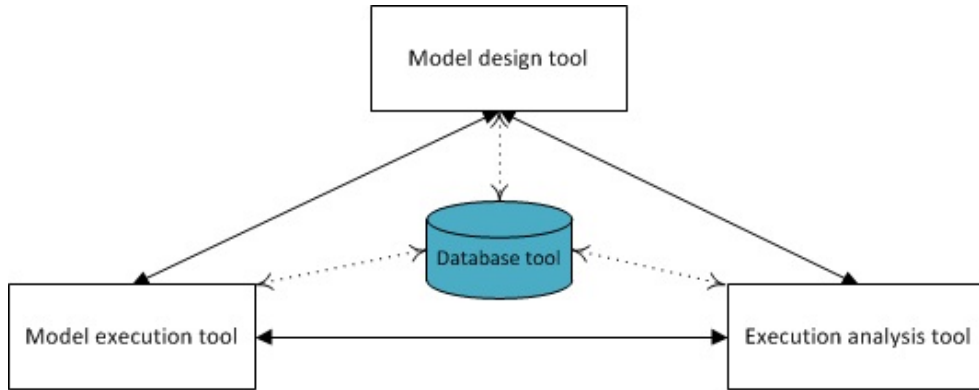 Model design tool
Database tool
Model execution tool
Execution analysis tool